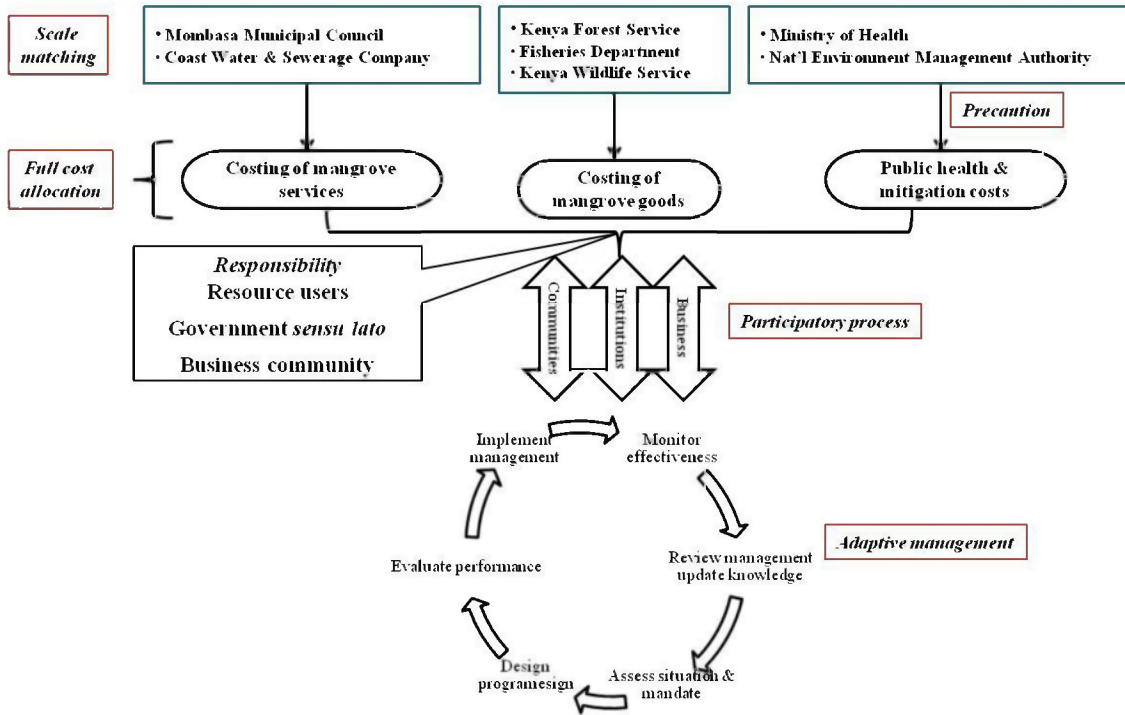 Scale
matching
• Mombasa Municipal Council
• Coast Water & Sewerage Company
• Kenya Forest Service
• Fisheries Department
• Kenya Wildlife Service
• Ministry of Health
• Nat'l Environment Management Authority
Precaution
Full cost
allocation
Costing of mangrove
services
Costing of
mangrove goods
Public health &
mitigation costs
Responsibility
Resource users
Government sensu lato
Business community
Communities
Institutions
Business
Participatory process
Implement
management
Monitor
effectiveness
Evaluate performance
Review management
update knowledge
Adaptive management
Design
programesign
Assess situation &
mandate